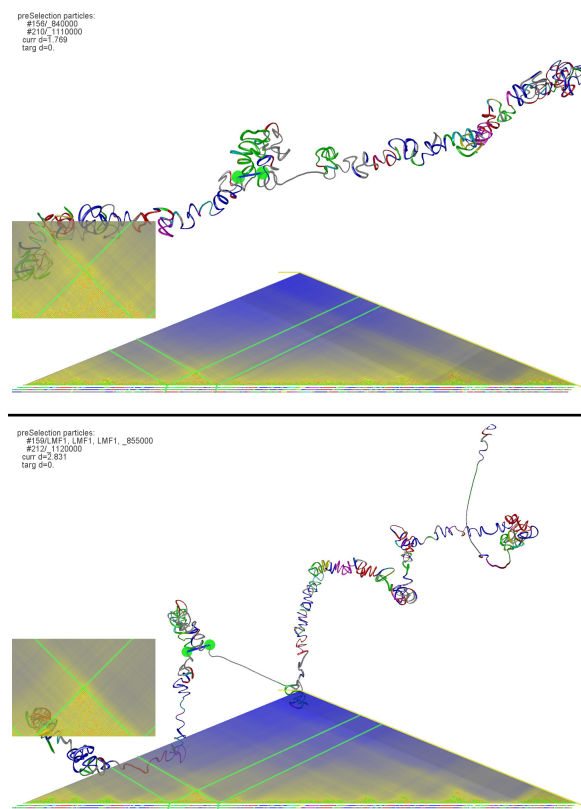 preSelection particles:
#156/_840000
#210/_1110000
curr d=1.769
targ d=0.
preSelection particles:
#159/LMF1, LMF1, LMF1, _855000
#212/_1120000
curr d=2.831
targ d=0.